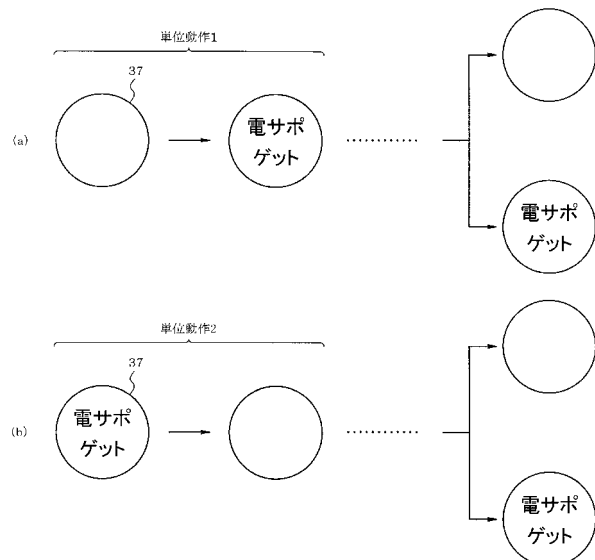 単位動作1
37
(a)
電サポ
ゲット
電サポ
ゲット
単位動作2
37
(b)
電サポ
ゲット
電サポ
ゲット